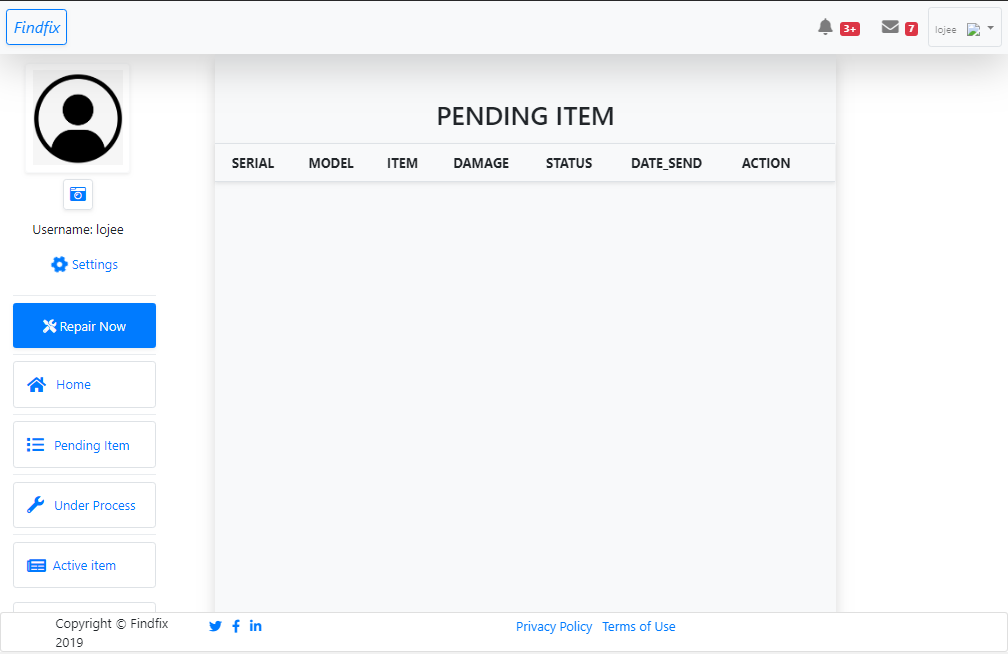 Findfix
3+
7
lojee
PENDING ITEM
SERIAL MODEL ITEM DAMAGE STATUS DATE_SEND ACTION
Username: lojee
Settings
Repair Now
Home
Pending Item
Under Process
Active item
Copyright © Findfix
2019
Privacy Policy Terms of Use